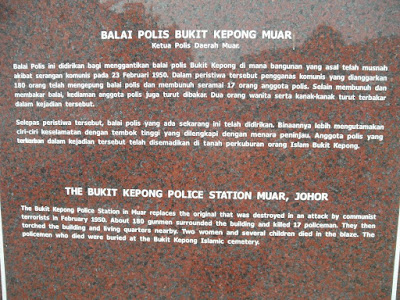 BALAI POLIS BUKIT KEPONG MUAR
Ketua Polis Daerah Muar.
Balai Polis ini didirikan bagi menggantikan balai polis Bukit Kepong di mana bangunan yang asal telah musnah
akibat serangan komunis pada 23 Februari 1950. Dalam peristiwa tersebut pengganas komunis yang dianggarkan
180 orang telah mengepung balai polis dan membunuh seramai 17 orang anggota polis. Selain membunuh dan
membakar balai, kediaman anggota polis juga turut dibakar. Dua orang wanita serta kanak-kanak turut terbakar
dalam kejadian tersebut.
Selepas peristiwa tersebut, balai polis yang ada sekarang ini telah didirikan. Binaannya lebih mengutamakan
ciri-ciri keselamatan dengan tembok tinggi yang dilengkapi dengan menara peninjau. Anggota polis yang
terkorban dalam kejadian tersebut telah disemadikan di tanah perkuburan orang Islam Bukit Kepong.
THE BUKIT KEPONG POLICE STATION MUAR, JOHOR
The Bukit Kepong Police Station in Muar replaces the original that was destroyed in an attack by communist
terrorists in February 1950. About 180 gunmen surrounded the building and killed 17 policeman. They then
torched the building and living quarters nearby. Two women and several children died in the blaze. The
policemen who died were buried at the Bukit Kepong Islamic cemetery.